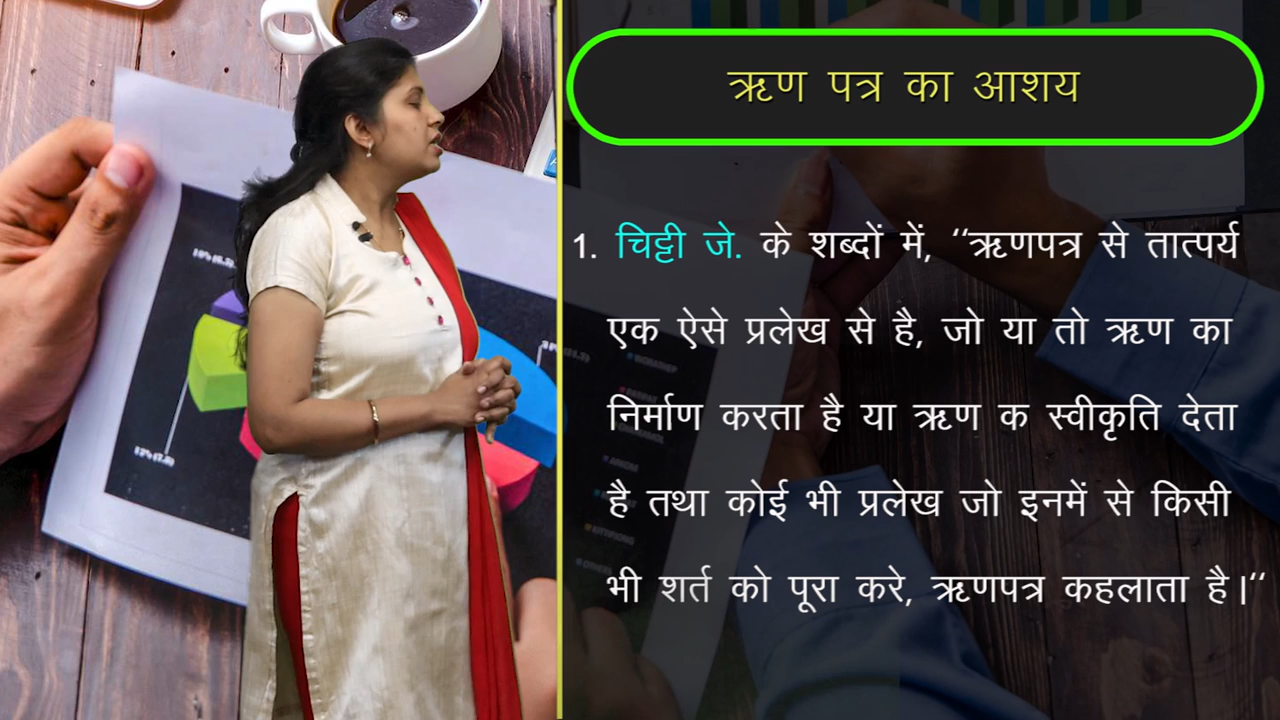 ऋण पत्र का आशय
1. चिट्टी जे. के शब्दों में, ‘‘ऋणपत्र से तात्पर्य
एक ऐसे प्रलेख से है, जो या तो ऋण का
निर्माण करता है या ऋण क स्वीकृति देता
है तथा कोई भी प्रलेख जो इनमें से किसी
भी शर्त को पूरा करे, ऋणपत्र कहलाता है।‘‘